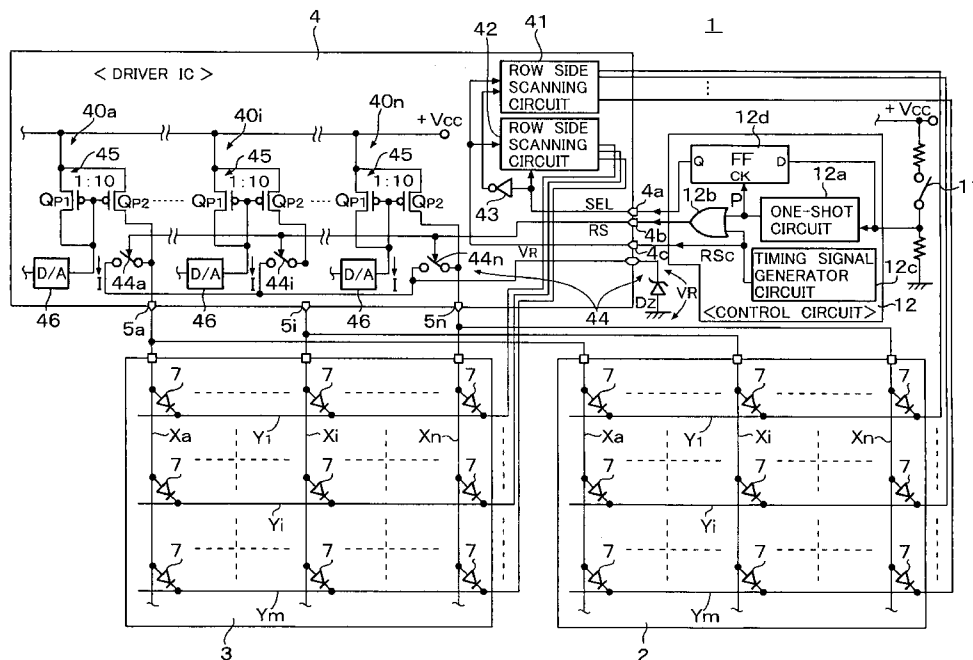 1
4
42
41
< DRIVER IC >
ROW SIDE
SCANNING
CIRCUIT
40a
40i
40n
+Vcc
ROW SIDE
SCANNING
CIRCUIT
+Vcc
12d
45
45
45
1:10
1:10
1:10
QP1
QP2
QP1
QP2
QP1
QP2
Q
FF
D
CK
12b
P
12a
11
43
SEL
4a
RS
4b
ONE-SHOT
CIRCUIT
4c
RSc
VR
TIMING SIGNAL
GENERATOR
CIRCUIT
12c
D/A
I
44a
D/A
I
44i
D/A
I
44n
44
DZ
VR
<CONTROL CIRCUIT>
12
46
5a
46
5i
46
5n
7
7
7
7
7
7
Xa
Y1
Xi
Xn
Xa
Y1
Xi
Xn
7
7
7
7
7
7
Yi
Yi
7
7
7
7
7
7
Ym
Ym
3
2